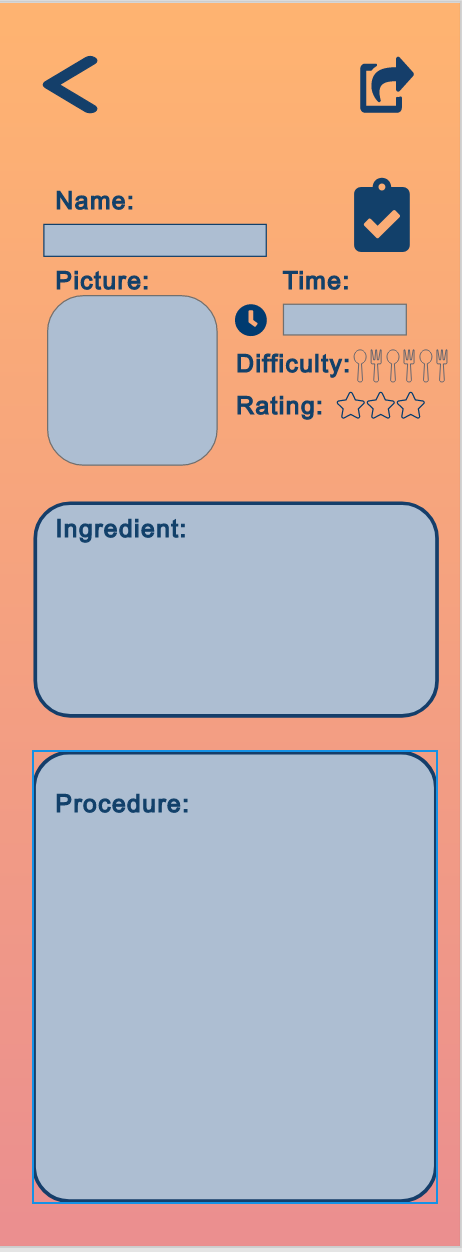 Name:
Picture:
Time:
Difficulty:
Rating:
Ingredient:
Procedure: